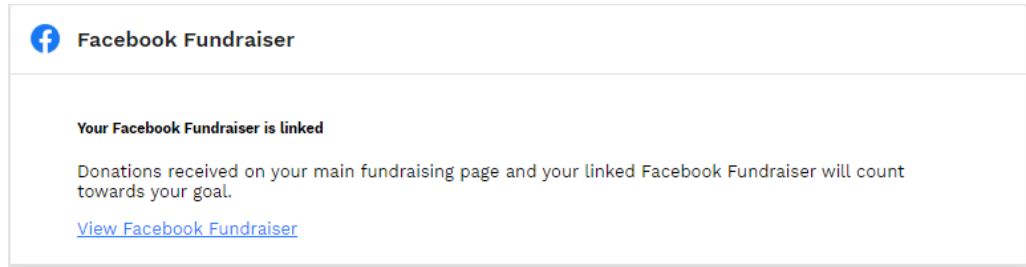 Facebook Fundraiser
Your Facebook Fundraiser is linked
Donations received on your main fundraising page and your linked Facebook Fundraiser will count
towards your goal.
View Facebook Fundraiser